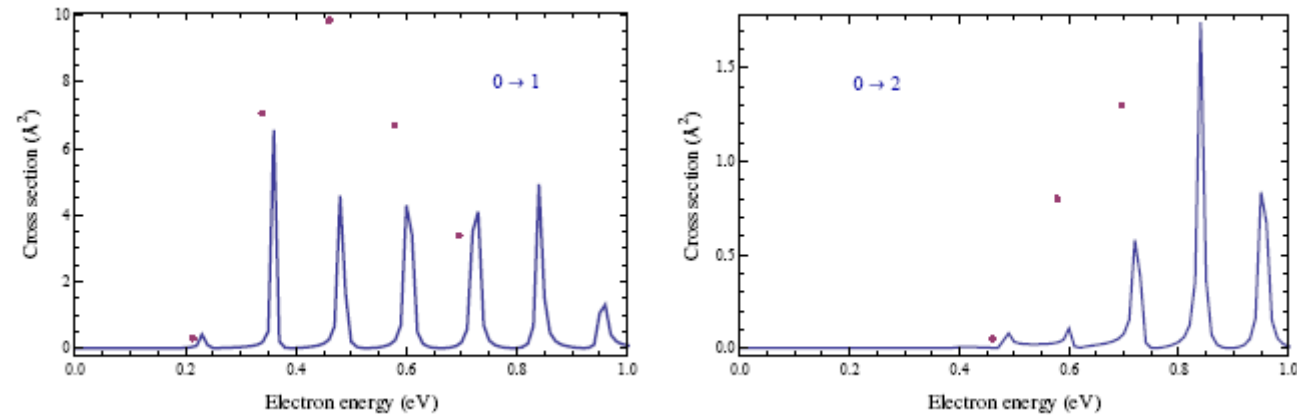 10
8
6
4
2
0
0.0 0.2 0.4 0.6 0.8 1.0
Cross section (Å²)
Electron energy (eV)
0 → 1
1.5
1.0
0.5
0.0
0.0 0.2 0.4 0.6 0.8 1.0
Cross section (Å²)
Electron energy (eV)
0 → 2